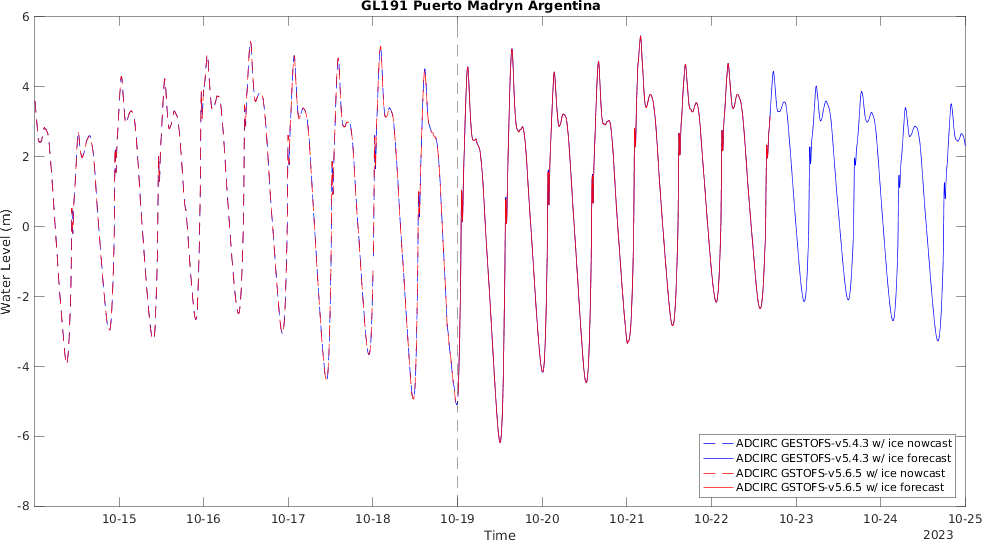 GL191 Puerto Madryn Argentina
Water Level (m)
6
4
2
0
-2
-4
-6
-8
ADCIRC GESTOFS-v5.4.3 w/ ice nowcast
ADCIRC GESTOFS-v5.4.3 w/ ice forecast
ADCIRC GSTOFS-v5.6.5 w/ ice nowcast
ADCIRC GSTOFS-v5.6.5 w/ ice forecast
10-15 10-16 10-17 10-18 10-19 10-20 10-21 10-22 10-23 10-24 10-25
Time
2023